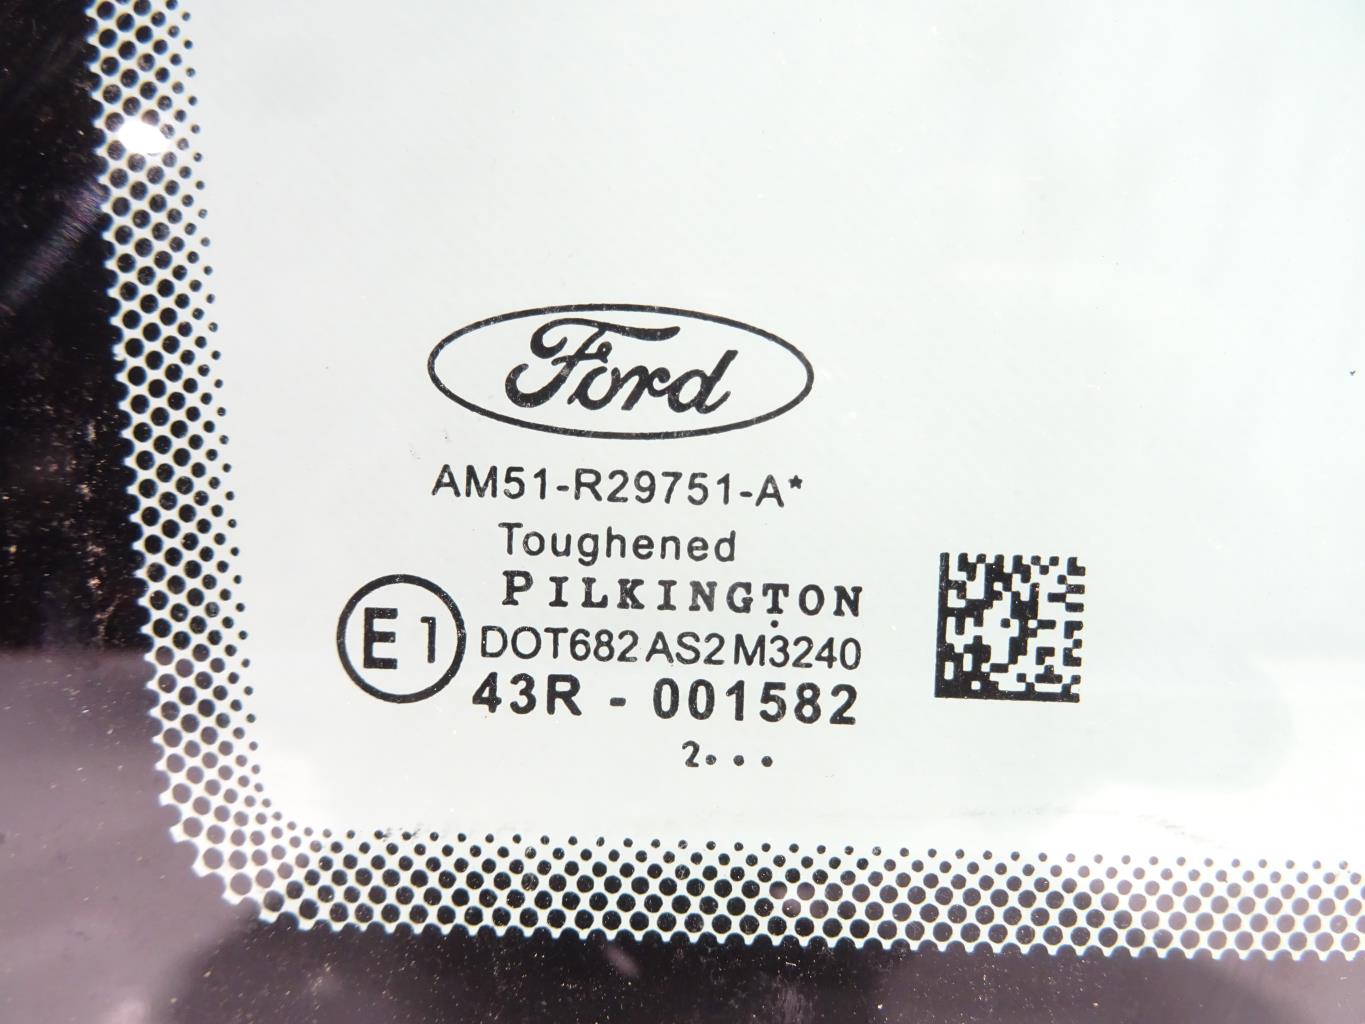 Ford
AM51-R29751-A*
Toughened
PILKINGTON
E1
DOT682 AS2 M3240
43R - 001582
2...